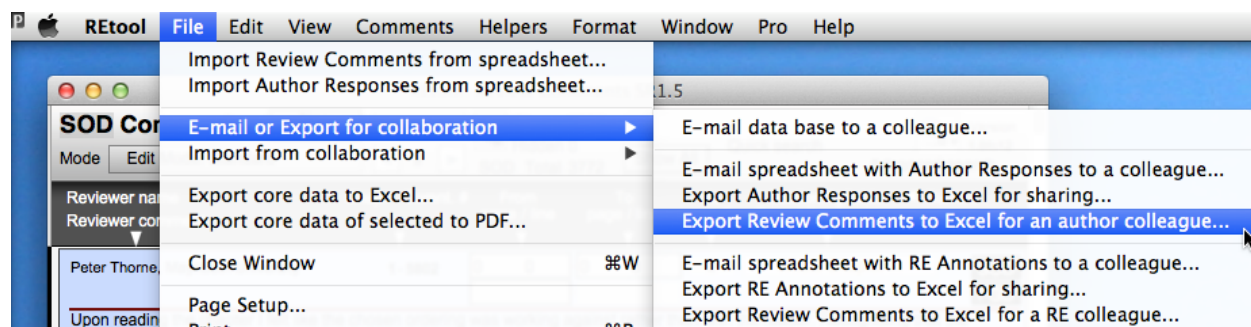 P REtool File Edit View Comments Helpers Format Window Pro Help
Import Review Comments from spreadsheet...
Import Author Responses from spreadsheet...
1.5
SOD Cor
E-mail or Export for collaboration
E-mail data base to a colleague...
Mode Edit
Import from collaboration
E-mail spreadsheet with Author Responses to a colleague...
Reviewer na
Export core data to Excel...
Export Author Responses to Excel for sharing...
Reviewer co
Export core data of selected to PDF...
Export Review Comments to Excel for an author colleague...
Peter Thorne,
Close Window ⌘W
E-mail spreadsheet with RE Annotations to a colleague...
Export RE Annotations to Excel for sharing...
Page Setup...
Upon readin
Export Review Comments to Excel for a RE colleague...